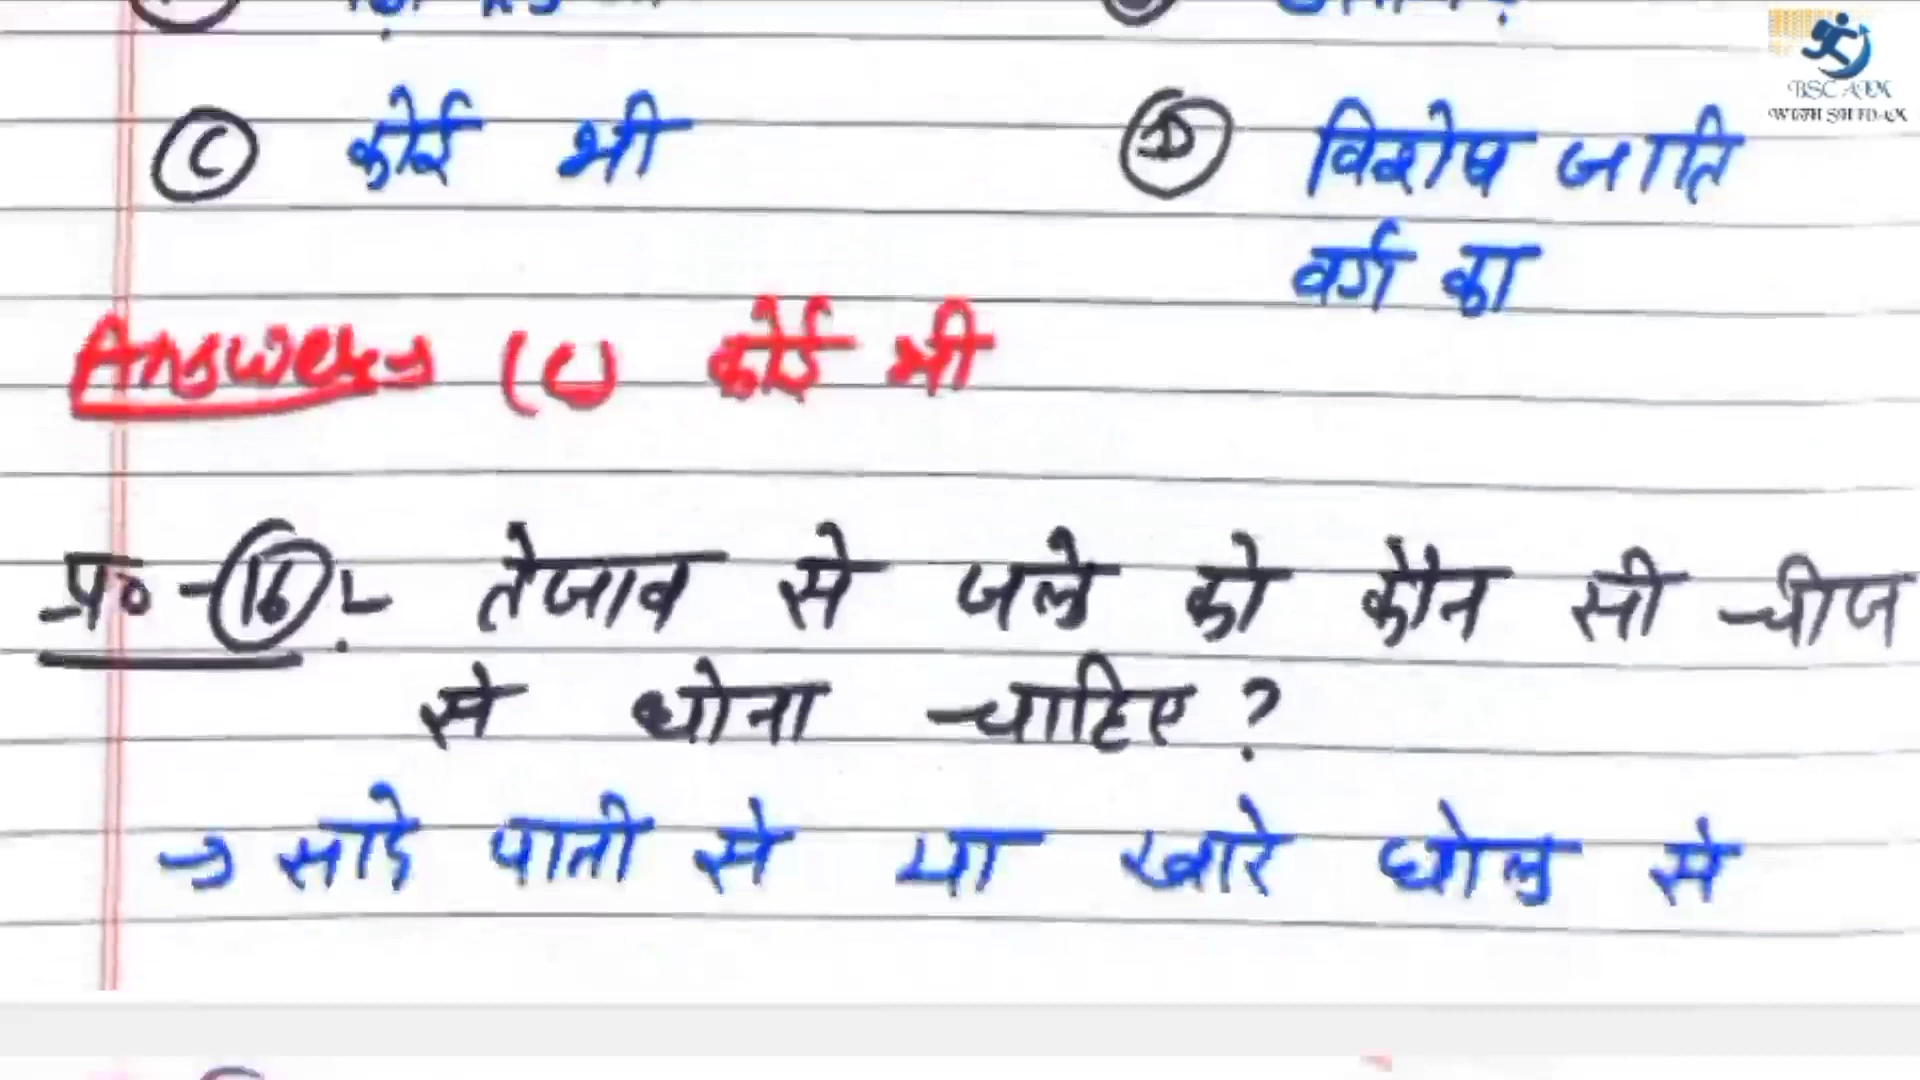 C कोई भी D विशेष जाति
वर्ग का
Answer→ (C) कोई भी
प्र० -16:- तेजाब से जले को कौन सी चीज
से धोना चाहिए ?
→ सादे पानी से या खारे घोल से